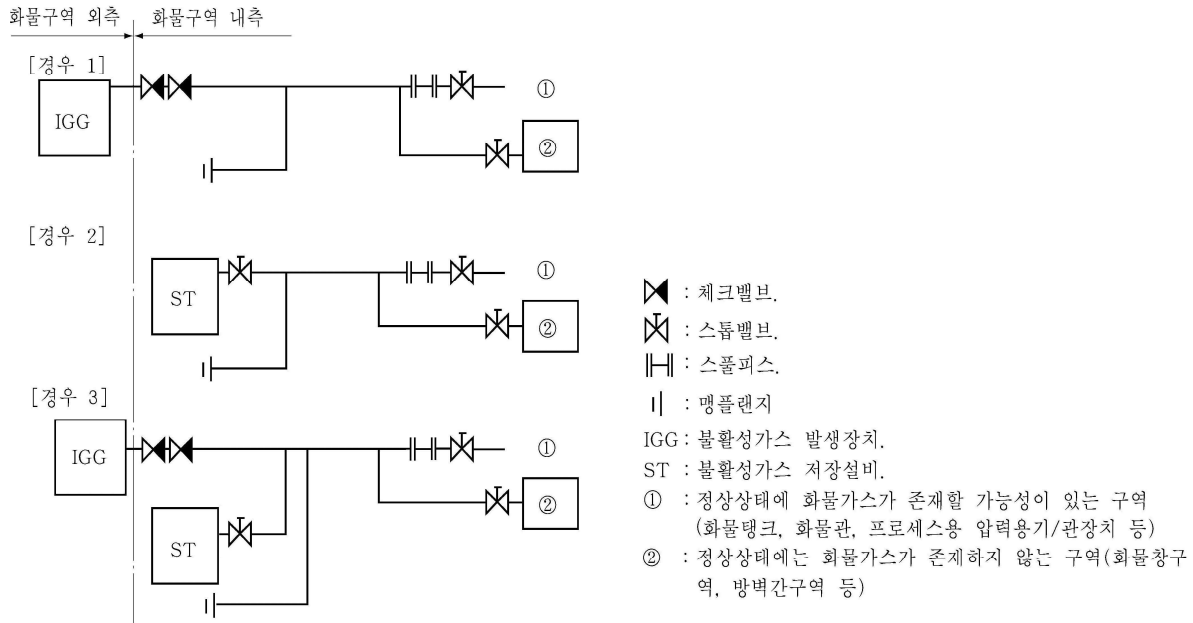 화물구역 외측 화물구역 내측
[경우 1]
IGG
①
②
[경우 2]
ST
①
②
[경우 3]
IGG
ST
①
②
: 체크밸브.
: 스톱밸브.
: 스풀피스.
: 맹플랜지
IGG : 불활성가스 발생장치.
ST : 불활성가스 저장설비.
① : 정상상태에 화물가스가 존재할 가능성이 있는 구역
(화물탱크, 화물관, 프로세스용 압력용기/관장치 등)
② : 정상상태에는 화물가스가 존재하지 않는 구역(화물창구
역, 방벽간구역 등)